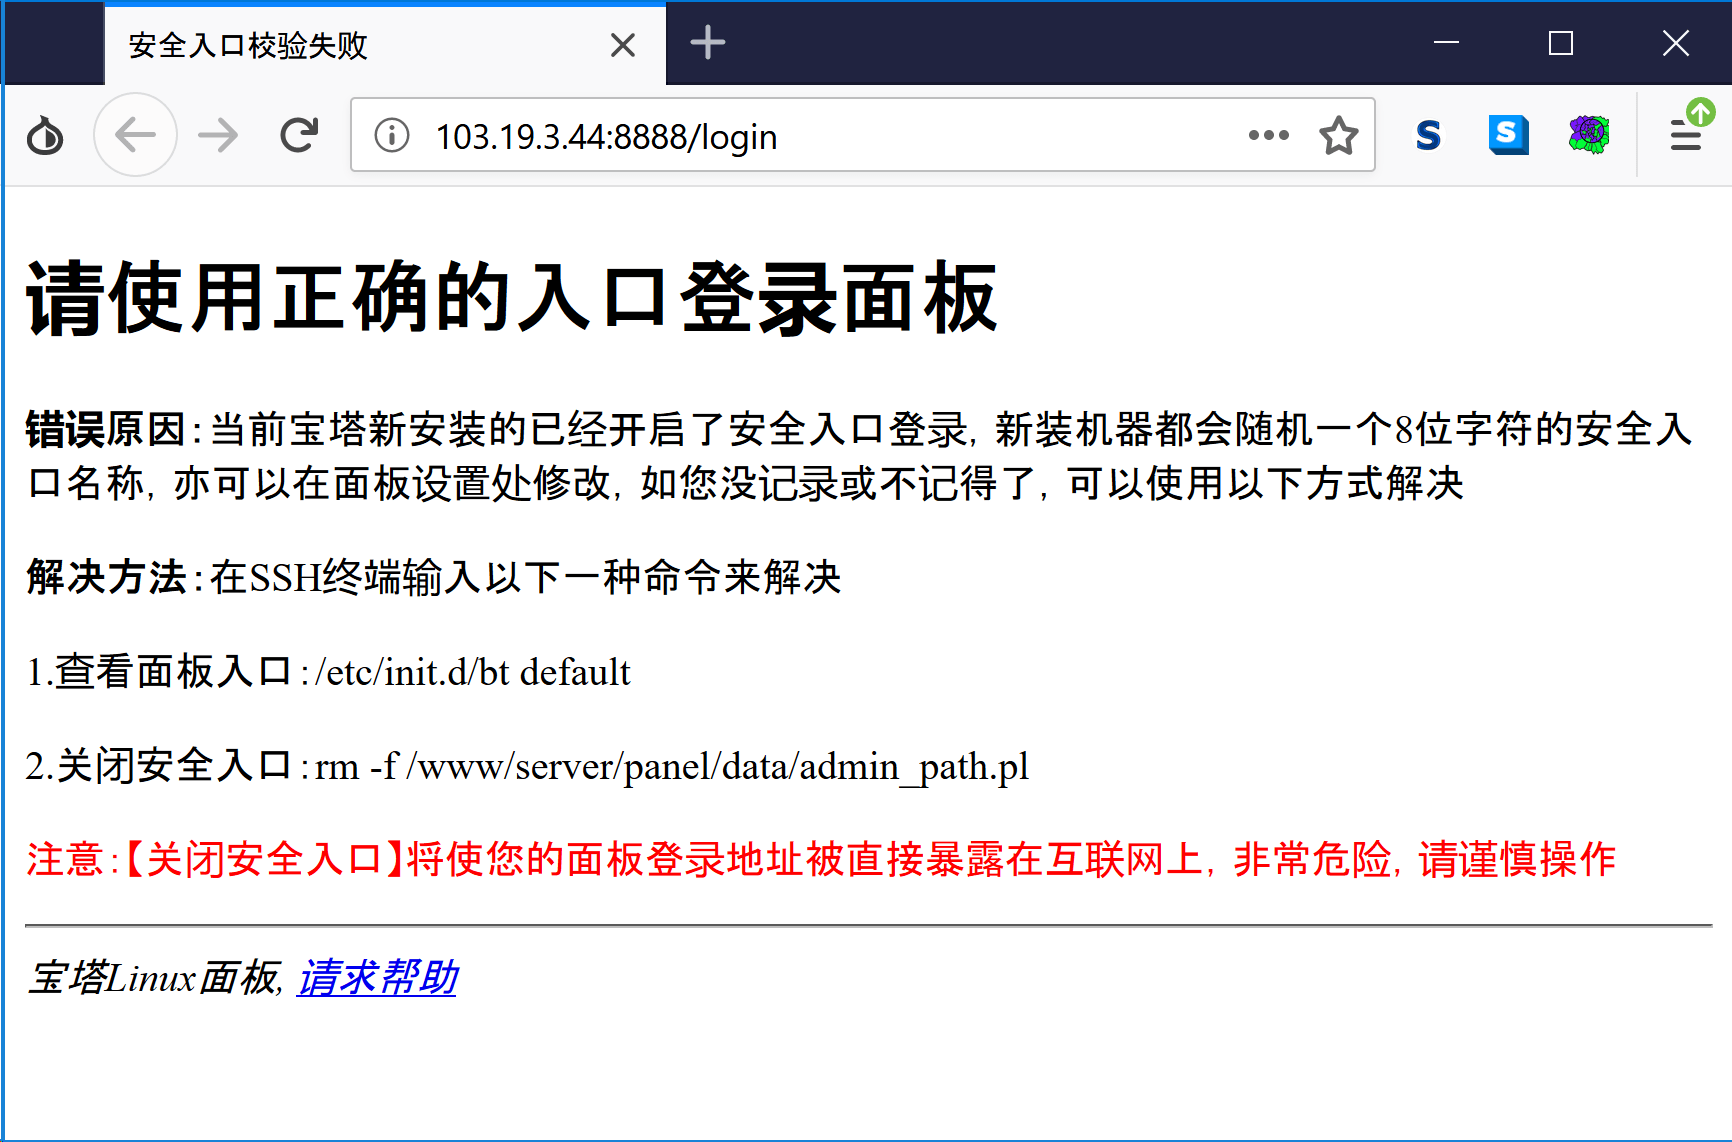 安全入口校验失败
103.19.3.44:8888/login
S
S
请使用正确的入口登录面板
错误原因:当前宝塔新安装的已经开启了安全入口登录, 新装机器都会随机一个8位字符的安全入
口名称, 亦可以在面板设置处修改, 如您没记录或不记得了, 可以使用以下方式解决
解决方法:在SSH终端输入以下一种命令来解决
1.查看面板入口:/etc/init.d/bt default
2.关闭安全入口:rm -f /www/server/panel/data/admin_path.pl
注意:【关闭安全入口】将使您的面板登录地址被直接暴露在互联网上, 非常危险, 请谨慎操作
宝塔Linux面板, 请求帮助